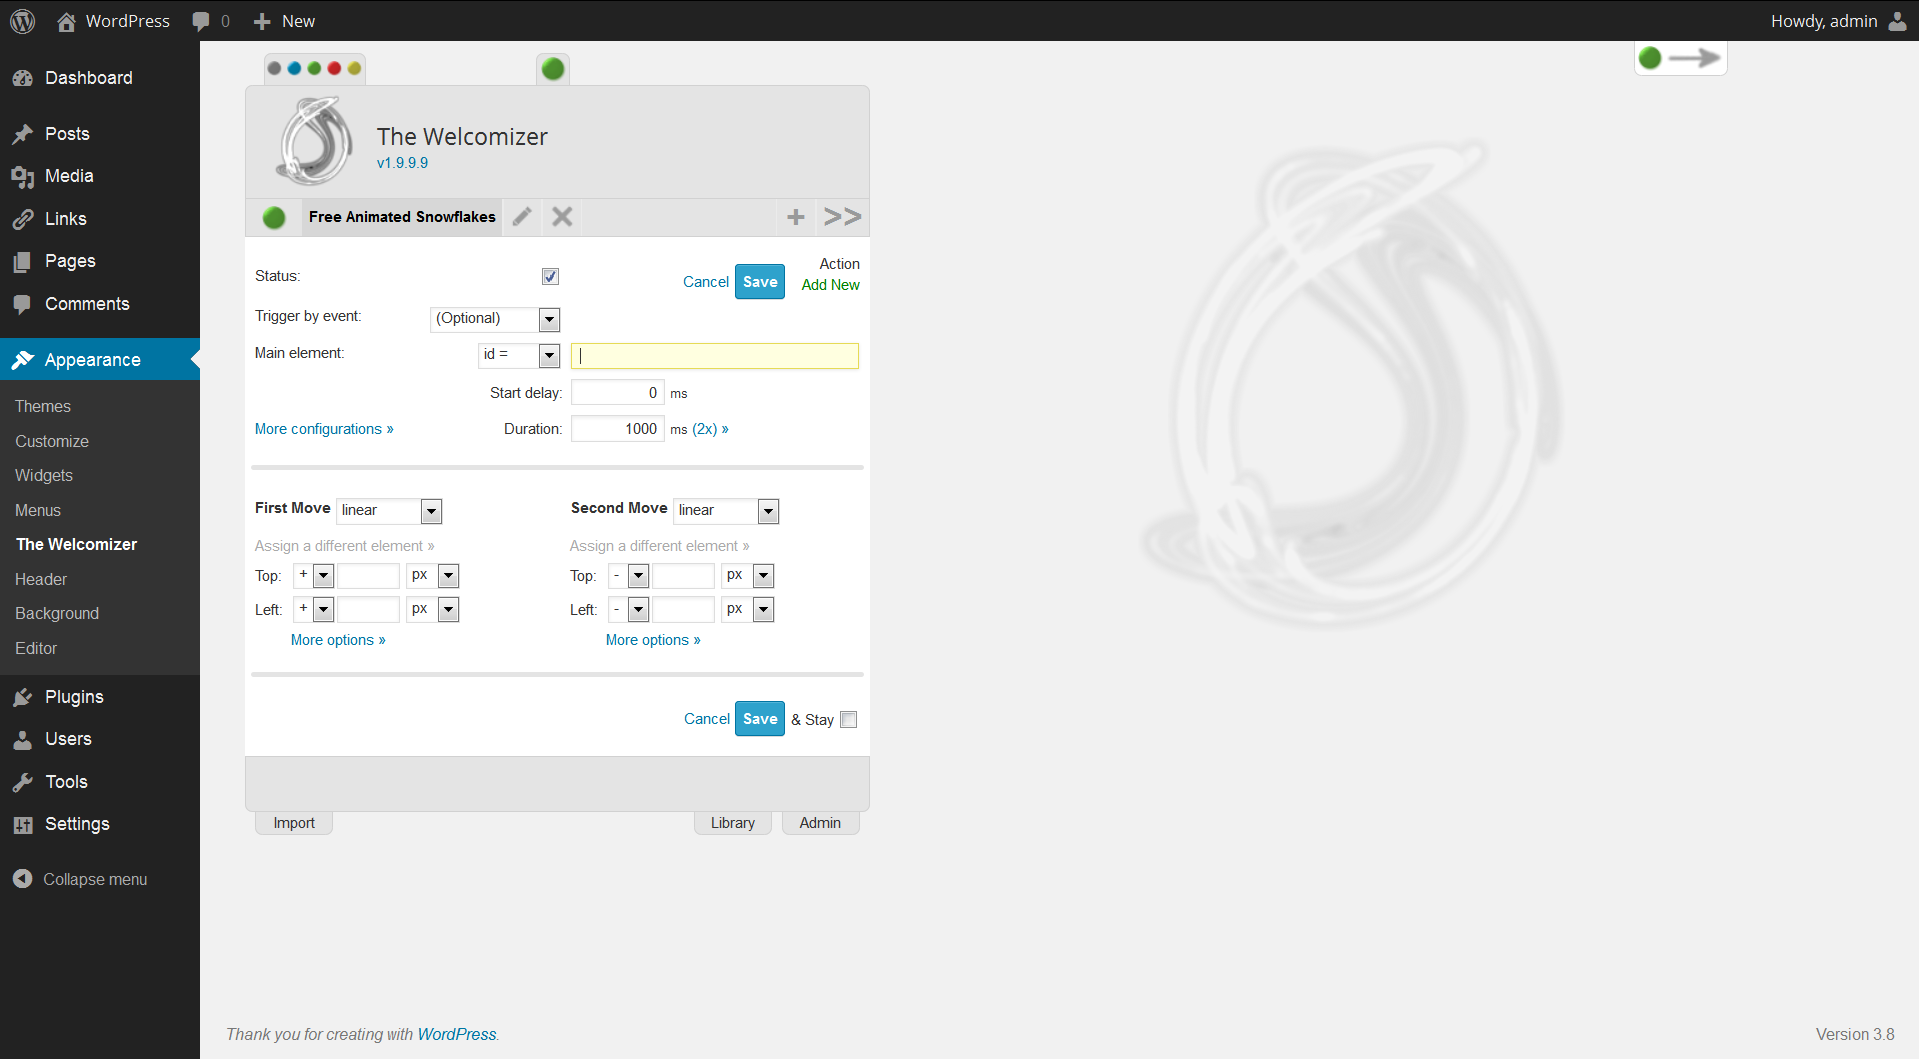 WordPress 0 + New Howdy, admin
Dashboard
Posts
Media
Links
Pages
Comments
Appearance
Themes
Customize
Widgets
Menus
The Welcomizer
Header
Background
Editor
Plugins
Users
Tools
Settings
Collapse menu
The Welcomizer
v1.9.9.9
Free Animated Snowflakes + >>
Status: Cancel Save Action
Add New
Trigger by event: (Optional)
Main element: id =
Start delay: 0 ms
More configurations » Duration: 1000 ms (2x) »
First Move linear Second Move linear
Assign a different element » Assign a different element »
Top: + px Top: - px
Left: + px Left: - px
More options » More options »
Cancel Save & Stay
Import Library Admin
Thank you for creating with WordPress. Version 3.8